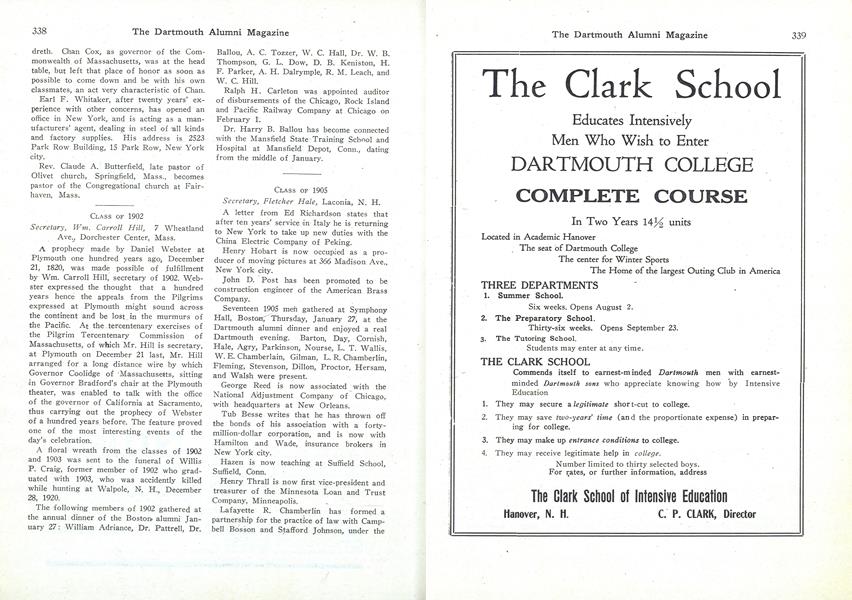 338
The Dartmouth Alumni Magazine
dreth. Chan Cox, as governor of the Com-
monwealth of Massachusetts, was at the head
table, but left that place of honor as soon as
possible to come down and be with his own
classmates, an act very characteristic of Chan.
Earl F. Whitaker, after twenty years' ex-
perience with other concerns, has opened an
office in New York, and is acting as a man-
ufacturers' agent, dealing in steel of all kinds
and factory supplies. His address is 2523
Park Row Building, 15 Park Row, New York
city.
Rev. Claude A. Butterfield, late pastor of
Olivet church, Springfield, Mass., becomes
pastor of the Congregational church at Fair-
haven, Mass.
Class of 1902
Secretary, Wm. Carroll Hill, 7 Wheatland
Ave., Dorchester Center, Mass.
A prophecy made by Daniel Webster at
Plymouth one hundred years ago, December
21, 1820, was made possible of fulfillment
by Wm. Carroll Hill, secretary of 1902. Web-
ster expressed the thought that a hundred
years hence the appeals from the Pilgrims
expressed at Plymouth might sound across
the continent and be lost in the murmurs of
the Pacific. At the tercentenary exercises of
the Pilgrim Tercentenary Commission of
Massachusetts, of which Mr. Hill is secretary,
at Plymouth on December 21 last, Mr. Hill
arranged for a long distance wire by which
Governor Coolidge of Massachusetts, sitting
in Governor Bradford's chair at the Plymouth
theater, was enabled to talk with the office
of the governor of California at Sacramento,
thus carrying out the prophecy of Webster
of a hundred years before. The feature proved
one of the most interesting events of the
day's celebration.
A floral wreath from the classes of 1902
and 1903 was sent to the funeral of Willis
P. Craig, former member of 1902 who grad-
uated with 1903, who was accidently killed
while hunting at Walpole, N. H., December
28, 1920.
The following members of 1902 gathered at
the annual dinner of the Boston alumni Jan-
uary 27: William Adriance, Dr. Pattrell, Dr.
Ballou, A. C. Tozzer, W. C. Hall, Dr. W. B.
Thompson, G. L. Dow, D. B. Keniston, H.
F. Parker, A. H. Dalrymple, R. M. Leach, and
W. C. Hill.
Ralph H. Carleton was appointed auditor
of disbursements of the Chicago, Rock Island
and Pacific Railway Company at Chicago on
February 1.
Dr. Harry B. Ballou has become connected
with the Mansfield State Training School and
Hospital at Mansfield Depot, Conn., dating
from the middle of January.
Class of 1905
Secretary, Fletcher Hale, Laconia, N. H.
A letter from Ed Richardson states that
after ten years' service in Italy he is returning
to New York to take up new duties with the
China Electric Company of Peking.
Henry Hobart is now occupied as a pro-
ducer of moving pictures at 366 Madison Ave.,
New York city.
John D. Post has been promoted to be
construction engineer of the American Brass
Company.
Seventeen 1905 men gathered at Symphony
Hall, Boston, Thursday, January 27, at the
Dartmouth alumni dinner and enjoyed a real
Dartmouth evening. Barton, Day, Cornish,
Hale, Agry, Parkinson, Nourse, L. T. Wallis,
W. E. Chamberlain, Gilman, L. R. Chamberlin,
Fleming, Stevenson, Dillon, Proctor, Hersam,
and Walsh were present.
George Reed is now associated with the
National Adjustment Company of Chicago,
with headquarters at New Orleans.
Tub Besse writes that he has thrown off
the bonds of his association with a forty-
million-dollar corporation, and is now with
Hamilton and Wade, insurance brokers in
New York city.
Hazen is now teaching at Suffield School,
Suffield, Conn.
Henry Thrall is now first vice-president and
treasurer of the Minnesota Loan and Trust
Company, Minneapolis.
Lafayette R. Chamberlin has formed a
partnership for the practice of law with Camp-
bell Bosson and Stafford Johnson, under the
The Dartmouth Alumni Magazine
339
The Clark School
Educates Intensively
Men Who Wish to Enter
DARTMOUTH COLLEGE
COMPLETE COURSE
In Two Years 14½ units
Located in Academic Hanover
The seat of Dartmouth College
The center for Winter Sports
The Home of the largest Outing Club in America
THREE DEPARTMENTS
1. Summer School.
Six weeks. Opens August 2.
2. The Preparatory School.
Thirty-six weeks. Opens September 23.
3. The Tutoring School.
Students may enter at any time.
THE CLARK SCHOOL
Commends itself to earnest-minded Dartmouth men with earnest-
minded Dartmouth sons who appreciate knowing how by Intensive
Education
1. They may secure a legitimate short-cut to college.
2. They may save two-years' time (and the proportionate expense) in prepar-
ing for college.
3. They may make up entrance conditions to college.
4. They may receive legitimate help in college.
Number limited to thirty selected boys.
For rates, or further information, address
The Clark School of Intensive Education
Hanover, N. H.
C. P. CLARK, Director